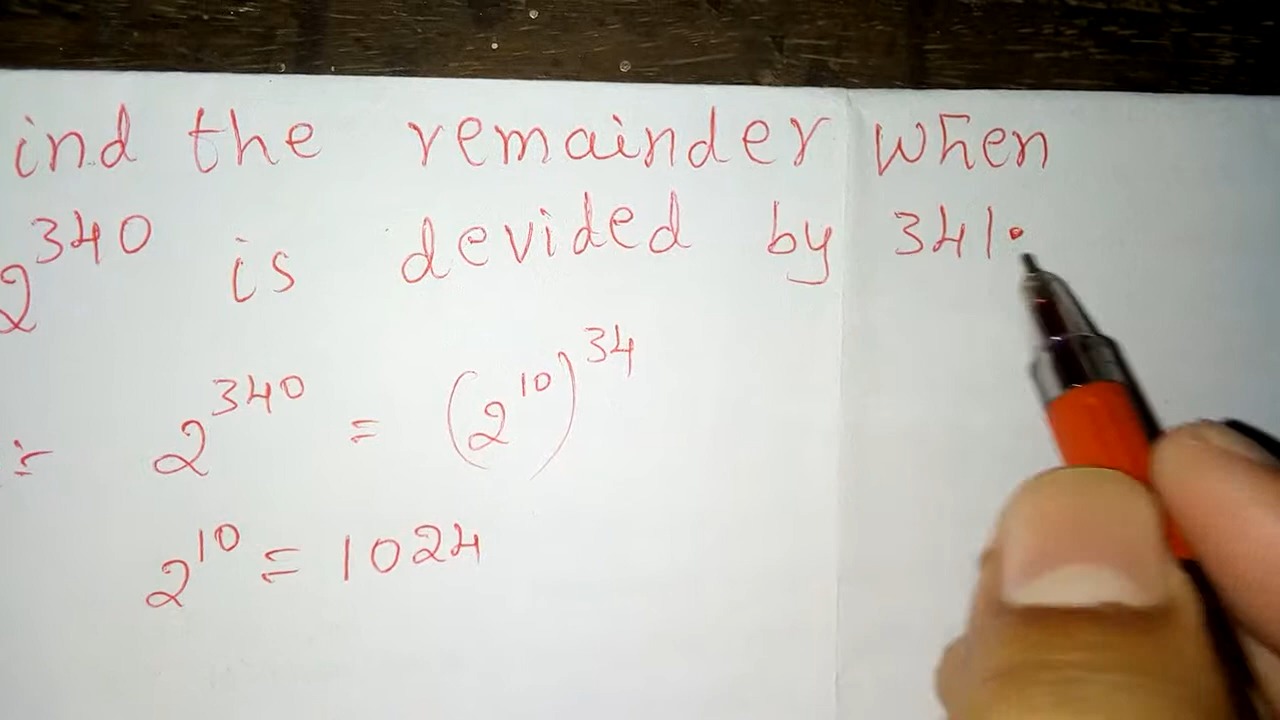 ind the remainder when
2^340 is devided by 341.
:- 2^340 = (2^10)^34
2^10 = 1024